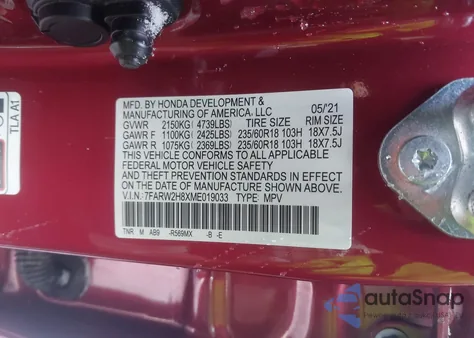 MFD. BY HONDA DEVELOPMENT &
MANUFACTURING OF AMERICA, LLC 05/21
GVWR 2150KG (4739LBS) TIRE SIZE RIM SIZE
GAWR F 1100KG (2425LBS) 235/60R18 103H 18X7.5J
GAWR R 1075KG (2369LBS) 235/60R18 103H 18X7.5J
THIS VEHICLE CONFORMS TO ALL APPLICABLE
FEDERAL MOTOR VEHICLE SAFETY AND
THEFT PREVENTION STANDARDS IN EFFECT ON
THE DATE OF MANUFACTURE SHOWN ABOVE.
V.I.N.: 7FARW2H8XME019033 TYPE: MPV
TNR M AB9 -R569MX -B -E
TLA A1
autoSnap